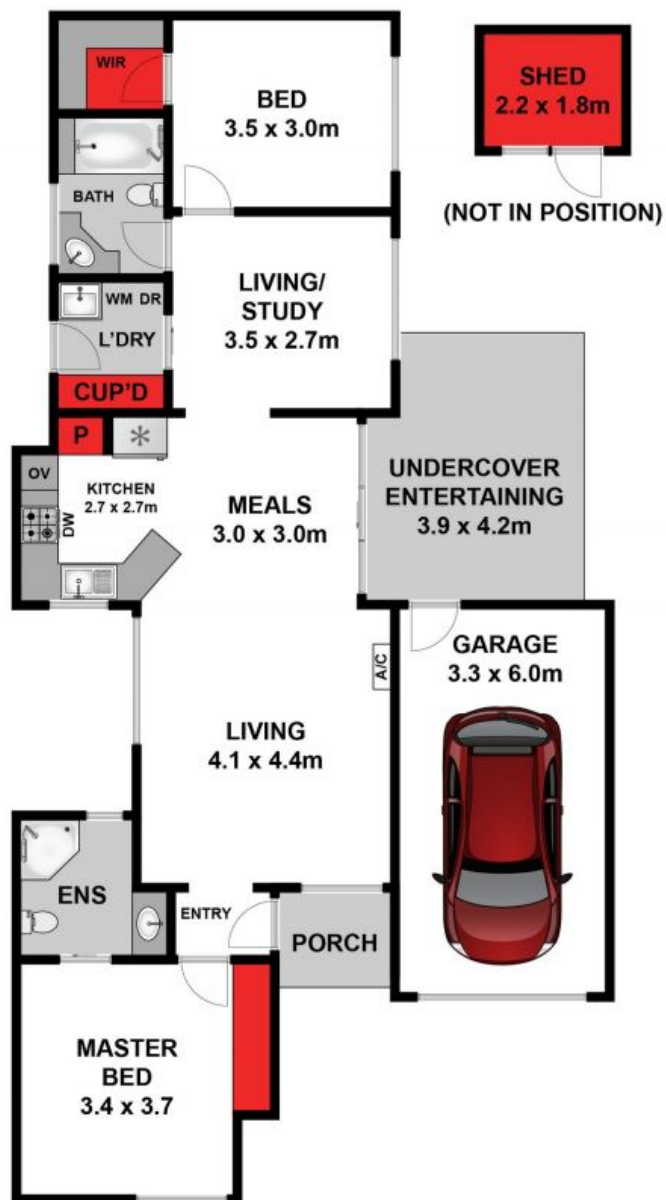 WIR
BED
3.5 x 3.0m
SHED
2.2 x 1.8m
(NOT IN POSITION)
BATH
LIVING/
STUDY
3.5 x 2.7m
WM DR
L'DRY
CUP'D
P
OV
KITCHEN
2.7 x 2.7m
DW
MEALS
3.0 x 3.0m
UNDERCOVER
ENTERTAINING
3.9 x 4.2m
GARAGE
3.3 x 6.0m
A/C
LIVING
4.1 x 4.4m
ENS
ENTRY
PORCH
MASTER
BED
3.4 x 3.7